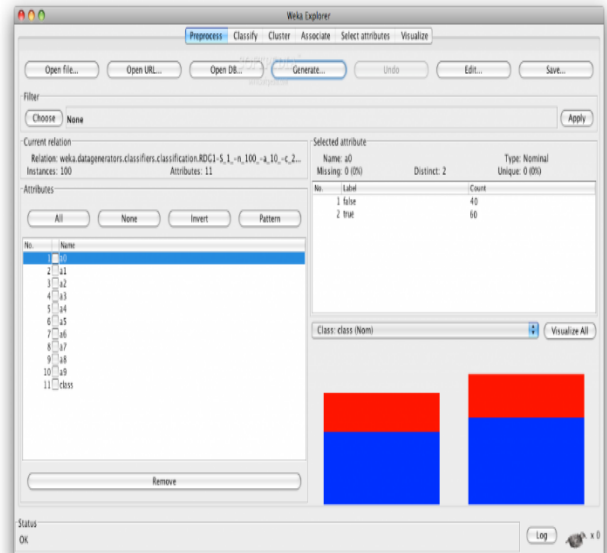 Weka Explorer
Preprocess Classify Cluster Associate Select attributes Visualize
Open file... Open URL... Open DB... Generate... Undo Edit... Save...
Filter
Choose None Apply
Current relation
Relation: weka.datagenerators.classifiers.classification.RDG1-S_1_-n_100_-a_10_-c_2...
Instances: 100 Attributes: 11
Attributes
All None Invert Pattern
No. Name
1 a0
2 a1
3 a2
4 a3
5 a4
6 a5
7 a6
8 a7
9 a8
10 a9
11 class
Remove
Selected attribute
Name: a0 Type: Nominal
Missing: 0 (0%) Distinct: 2 Unique: 0 (0%)
No. Label Count
1 false 40
2 true 60
Class: class (Nom) Visualize All
Status
OK Log x 0